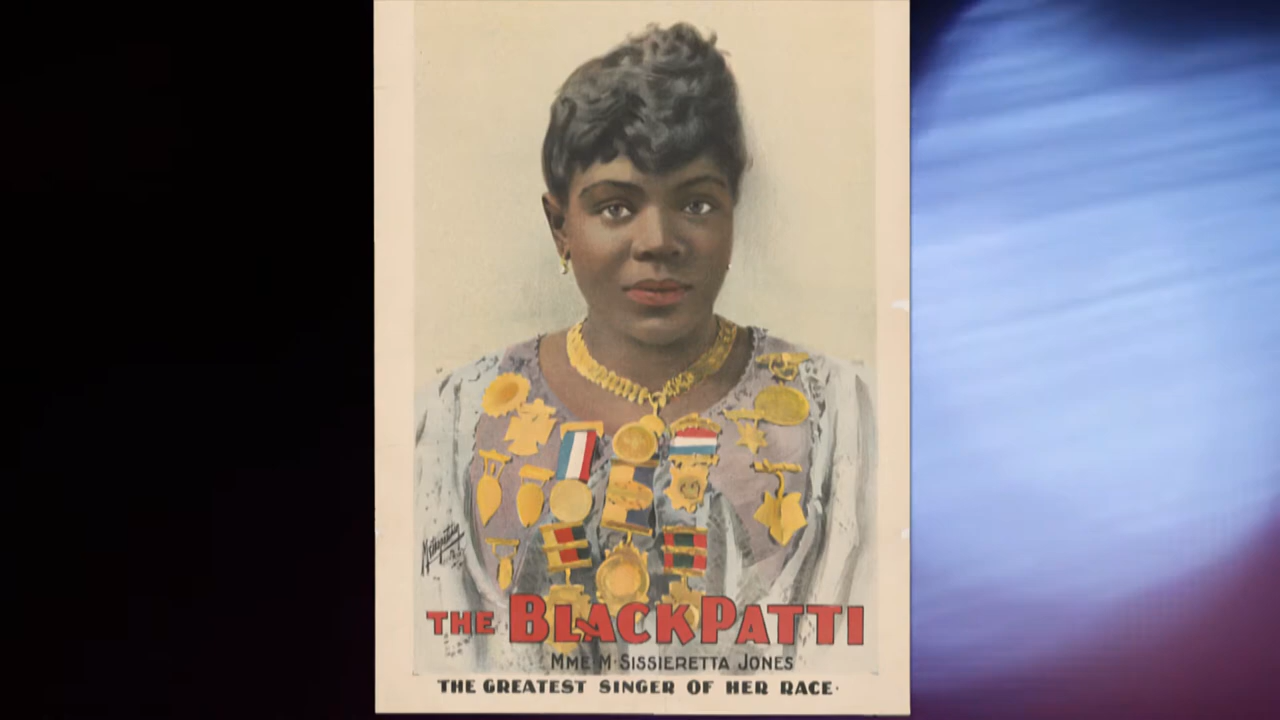 THE BLACK PATTI
MME M. SISSIERETTA JONES
THE GREATEST SINGER OF HER RACE.